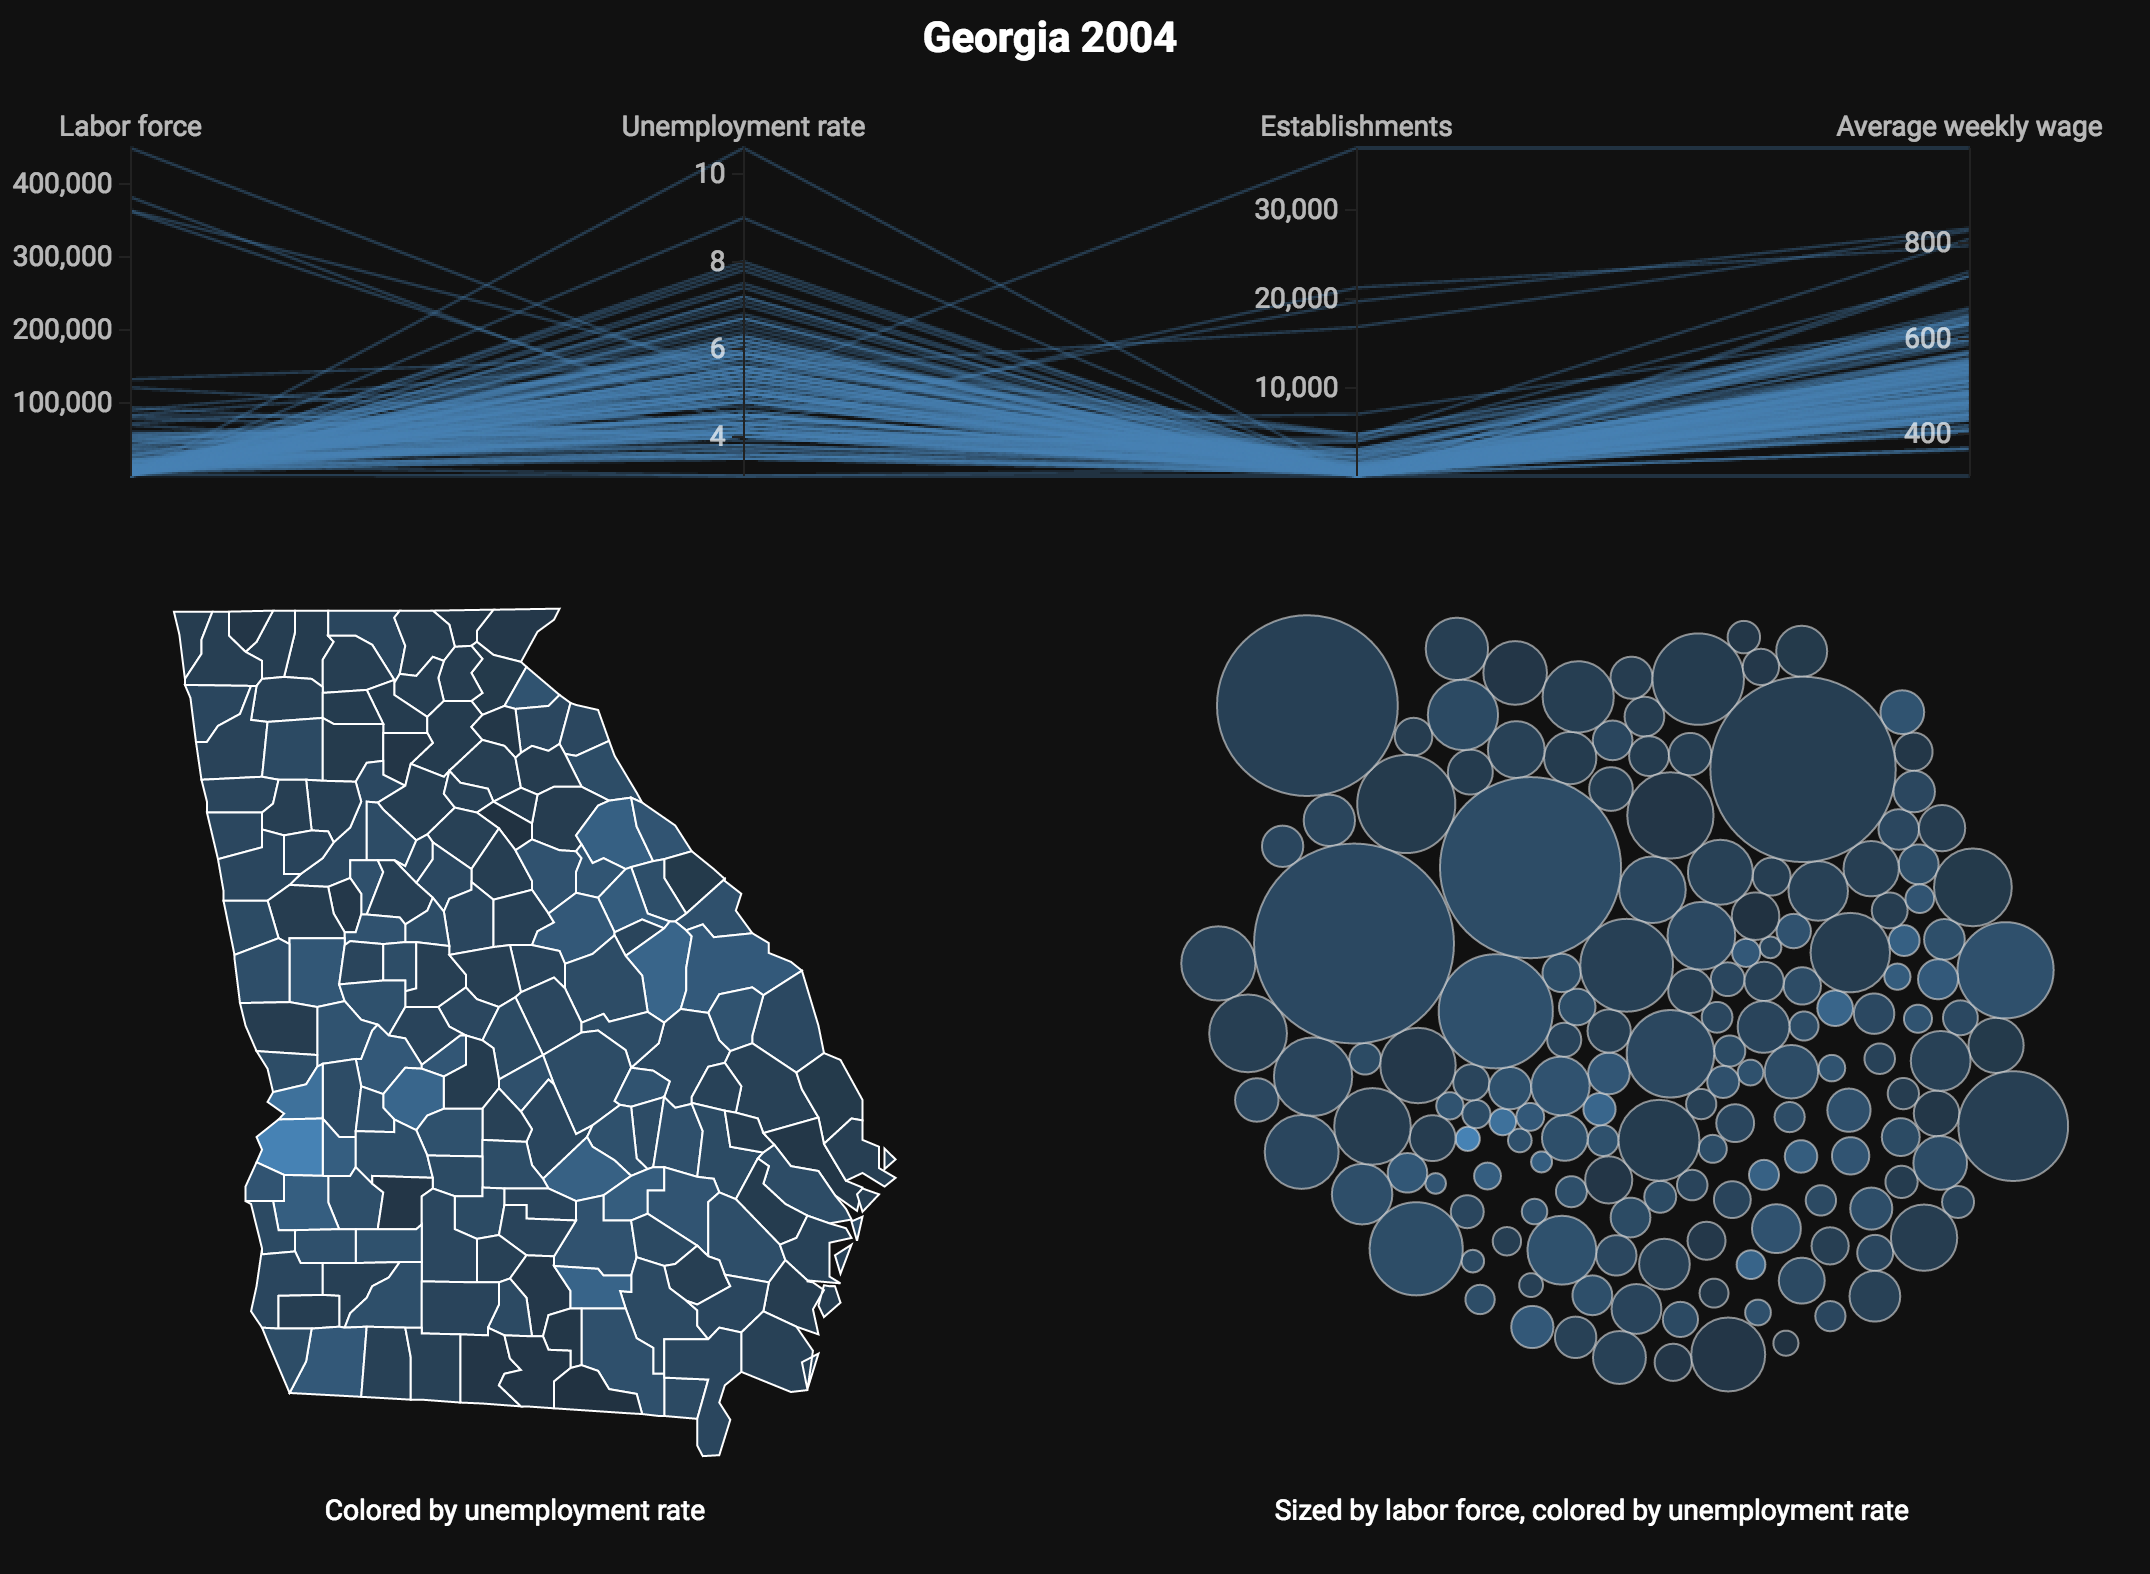 Georgia 2004
Labor force
Unemployment rate
Establishments
Average weekly wage
400,000
300,000
200,000
100,000
10
8
6
4
30,000
20,000
10,000
800
600
400
Colored by unemployment rate
Sized by labor force, colored by unemployment rate